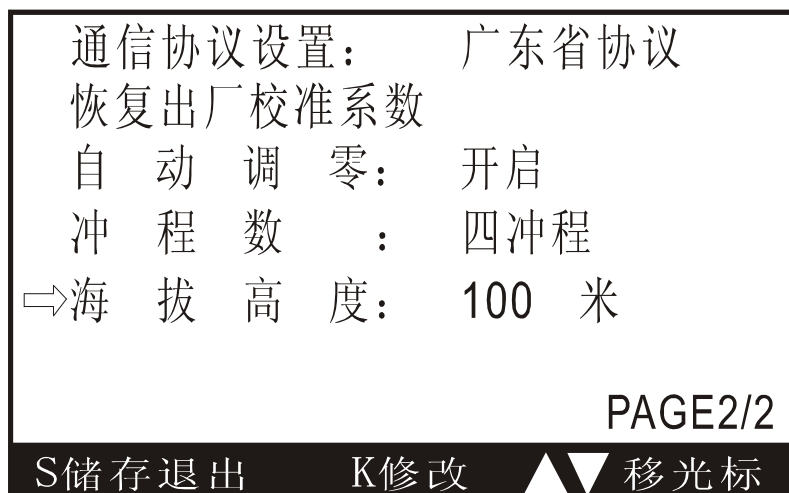 通信协议设置： 广东省协议
恢复出厂校准系数
自动调零： 开启
冲程数： 四冲程
⇨海拔高度： 100 米
PAGE2/2
S储存退出 K修改 ▲▼移光标